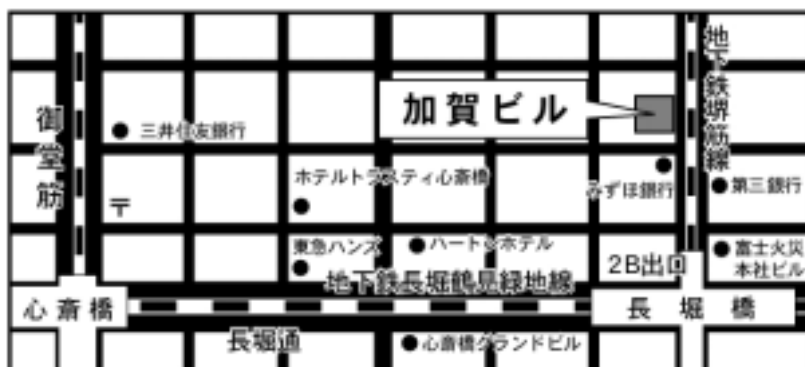 地下鉄堺筋線
御堂筋
三井住友銀行
加賀ビル
ホテルトラスティ心斎橋
みずほ銀行
第三銀行
〒
東急ハンズ
ハートンホテル
2B出口
富士火災
本社ビル
地下鉄長堀鶴見緑地線
心斎橋
長堀橋
長堀通
心斎橋グランドビル